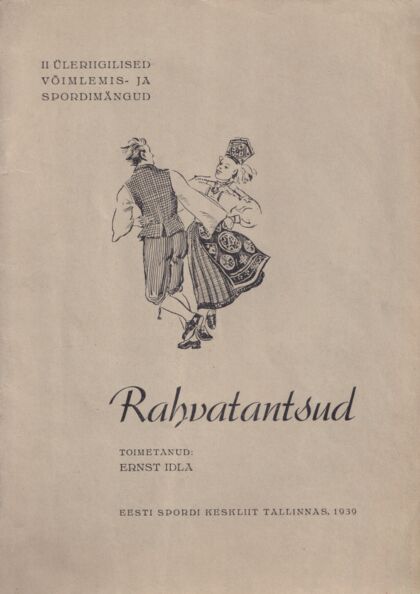 II ÜLERIIGILISED
VÕIMLEMIS- JA
SPORDIMÄNGUD
Rahvatantsud
TOIMETANUD:
ERNST IDLA
EESTI SPORDI KESKLIIT TALLINNAS, 1939